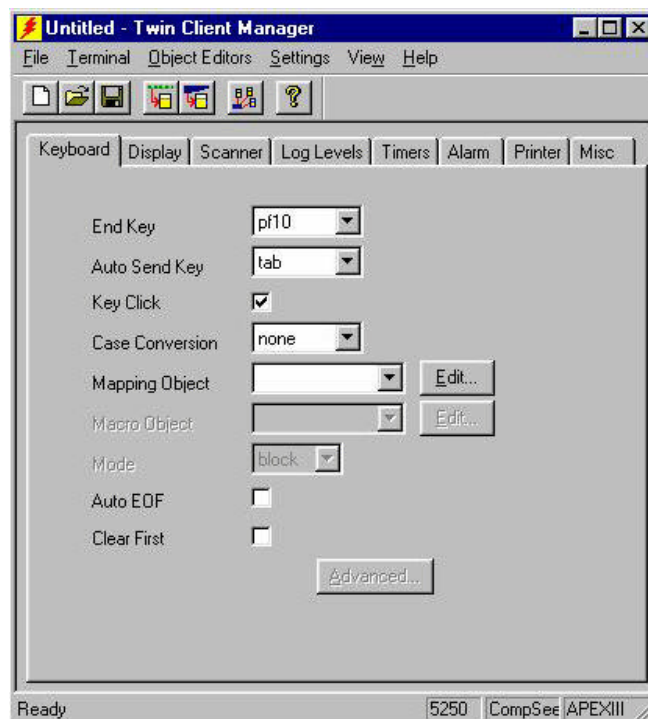 Untitled - Twin Client Manager
File Terminal Object Editors Settings View Help
Keyboard Display Scanner Log Levels Timers Alarm Printer Misc
End Key pf10
Auto Send Key tab
Key Click
Case Conversion none
Mapping Object Edit...
Macro Object Edit...
Mode block
Auto EOF
Clear First
Advanced...
Ready 5250 CompSee APEXIII